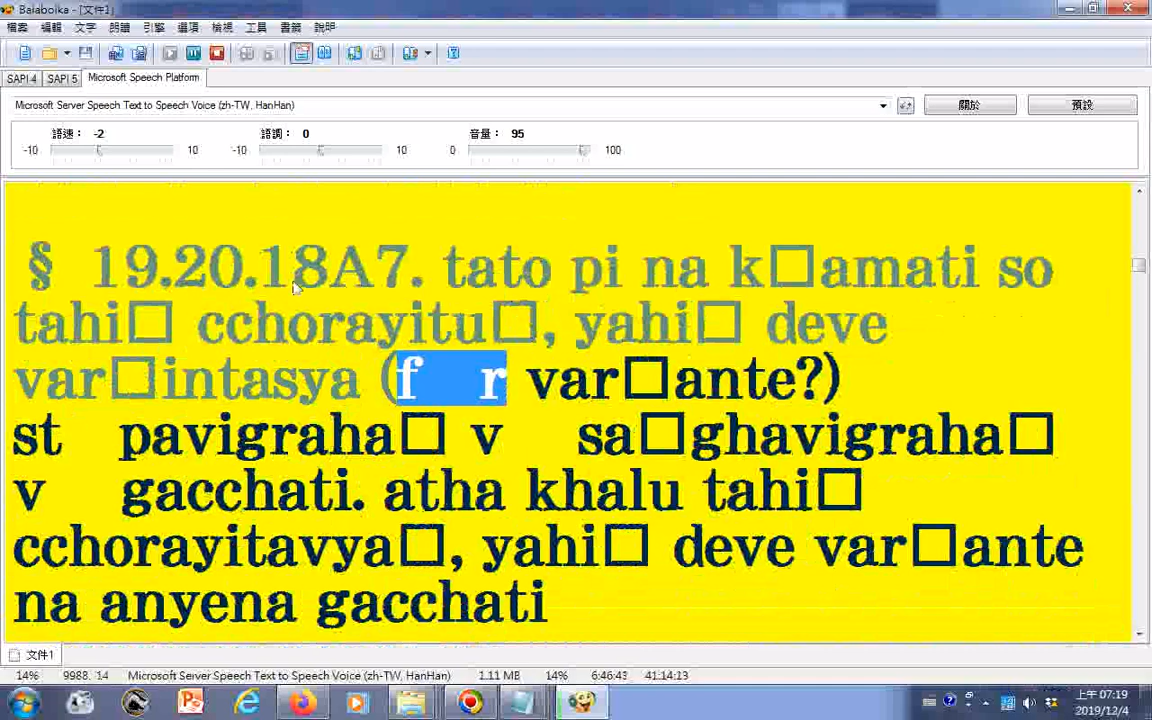 Balabolka - [文件1]
檔案 編輯 文字 朗讀 引擎 選項 檢視 工具 書籤 說明
SAPI 4 SAPI 5 Microsoft Speech Platform
Microsoft Server Speech Text to Speech Voice (zh-TW, HanHan) 關於 預設
語速： -2 語調： 0 音量： 95
-10 10 -10 10 0 100
§ 19.20.18A7. tato pi na k□amati so
tahi□ cchorayitu□, yahi□ deve
var□intasya (f r var□ante?)
st pavigraha□ v sa□ghavigraha□
v gacchati. atha khalu tahi□
cchorayitavya□, yahi□ deve var□ante
na anyena gacchati
文件1
14% 9988: 14 Microsoft Server Speech Text to Speech Voice (zh-TW, HanHan) 1.11 MB 14% 6:46:43 41:14:13
上午 07:19
2019/12/4